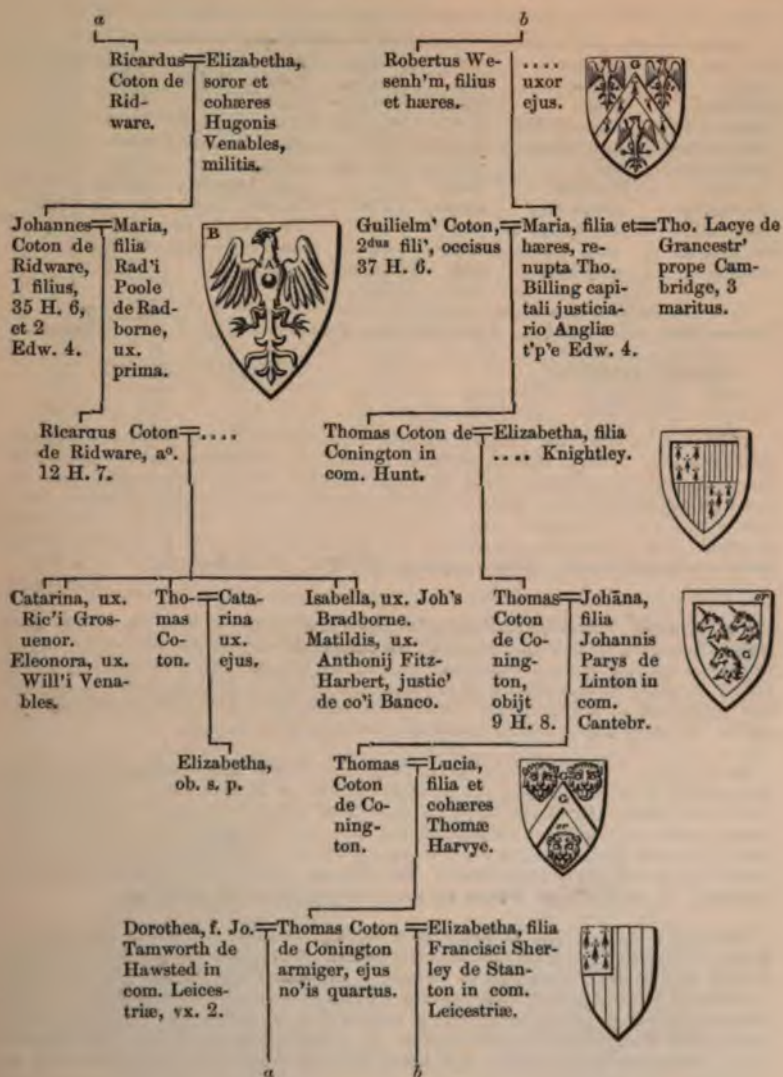 a
b
Ricardus
Coton de
Rid-
ware.
Elizabetha,
soror et
cohæres
Hugonis
Venables,
militis.
Robertus We-
senh'm, filius
et hæres.
....
uxor
ejus.
G
Johannes
Coton de
Ridware,
1 filius,
35 H. 6,
et 2
Edw. 4.
Maria,
filia
Rad'i
Poole
de Rad-
borne,
ux.
prima.
B
A
Guilielm' Coton,
2dus fili', occisus
37 H. 6.
Maria, filia et
hæres, re-
nupta Tho.
Billing capi-
tali justicia-
rio Angliæ
t'p'e Edw. 4.
Tho. Lacye de
Grancestr'
prope Cam-
bridge, 3
maritus.
Ricardus Coton
de Ridware, ao.
12 H. 7.
....
Thomas Coton de
Conington in
com. Hunt.
Elizabetha, filia
.... Knightley.
Catarina, ux.
Ric'i Gros-
uenor.
Eleonora, ux.
Will'i Vena-
bles.
Tho-
mas
Co-
ton.
Cata-
rina
ux.
ejus.
Isabella, ux. Joh's
Bradborne.
Matildis, ux.
Anthonij Fitz-
Harbert, justic'
de co'i Banco.
Thomas
Coton
de Co-
ning-
ton,
obijt
9 H. 8.
Johāna,
filia
Johannis
Parys de
Linton in
com.
Cantebr.
or
G
Elizabetha,
ob. s. p.
Thomas
Coton
de Co-
ning-
ton.
Lucia,
filia et
cohæres
Thomæ
Harvye.
G
G
or
Dorothea, f. Jo.
Tamworth de
Hawsted in
com. Leices-
triæ, vx. 2.
Thomas Coton
de Conington
armiger, ejus
no'is quartus.
Elizabetha, filia
Francisci Sher-
ley de Stan-
ton in com.
Leicestriæ.
a
b